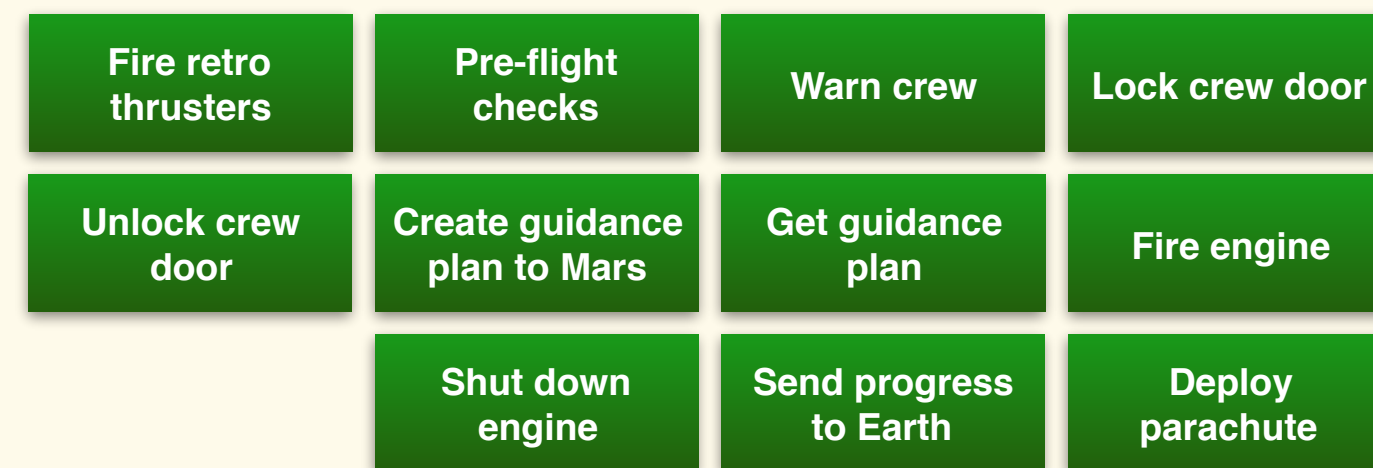 Fire retro
thrusters
Pre-flight
checks
Warn crew
Lock crew door
Unlock crew
door
Create guidance
plan to Mars
Get guidance
plan
Fire engine
Shut down
engine
Send progress
to Earth
Deploy
parachute